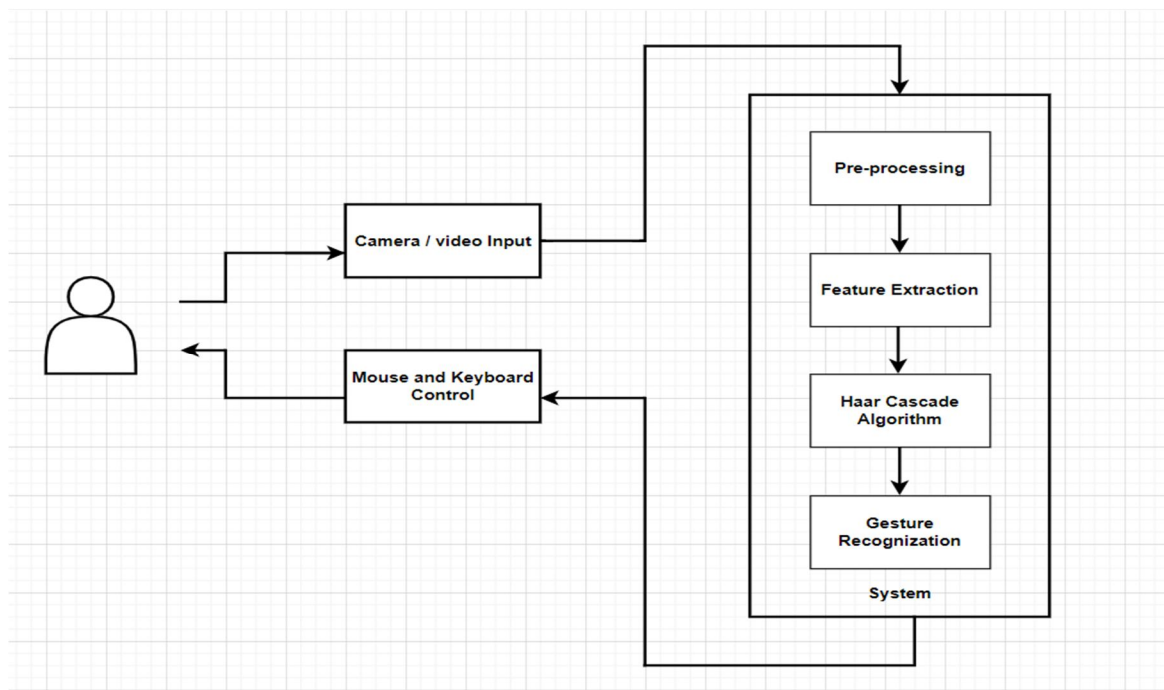 Camera / video Input
Mouse and Keyboard
Control
Pre-processing
Feature Extraction
Haar Cascade
Algorithm
Gesture
Recognization
System